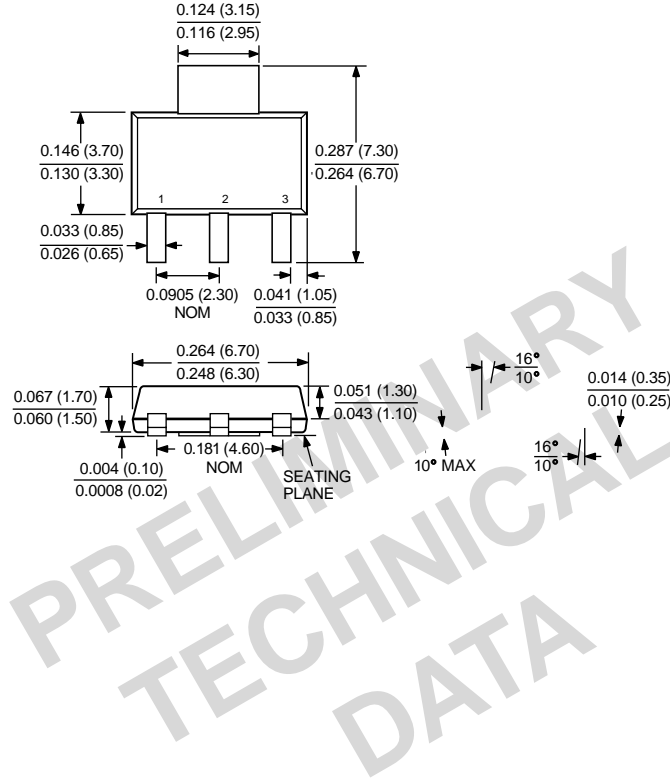 0.124 (3.15)
0.116 (2.95)
0.146 (3.70)
0.130 (3.30)
0.287 (7.30)
0.264 (6.70)
1 2 3
0.033 (0.85)
0.026 (0.65)
0.0905 (2.30)
NOM
0.041 (1.05)
0.033 (0.85)
0.264 (6.70)
0.248 (6.30)
0.067 (1.70)
0.060 (1.50)
0.051 (1.30)
0.043 (1.10)
0.181 (4.60)
NOM
0.004 (0.10)
0.0008 (0.02)
SEATING
PLANE
16°
10°
0.014 (0.35)
0.010 (0.25)
10° MAX
16°
10°
PRELIMINARY
TECHNICAL
DATA